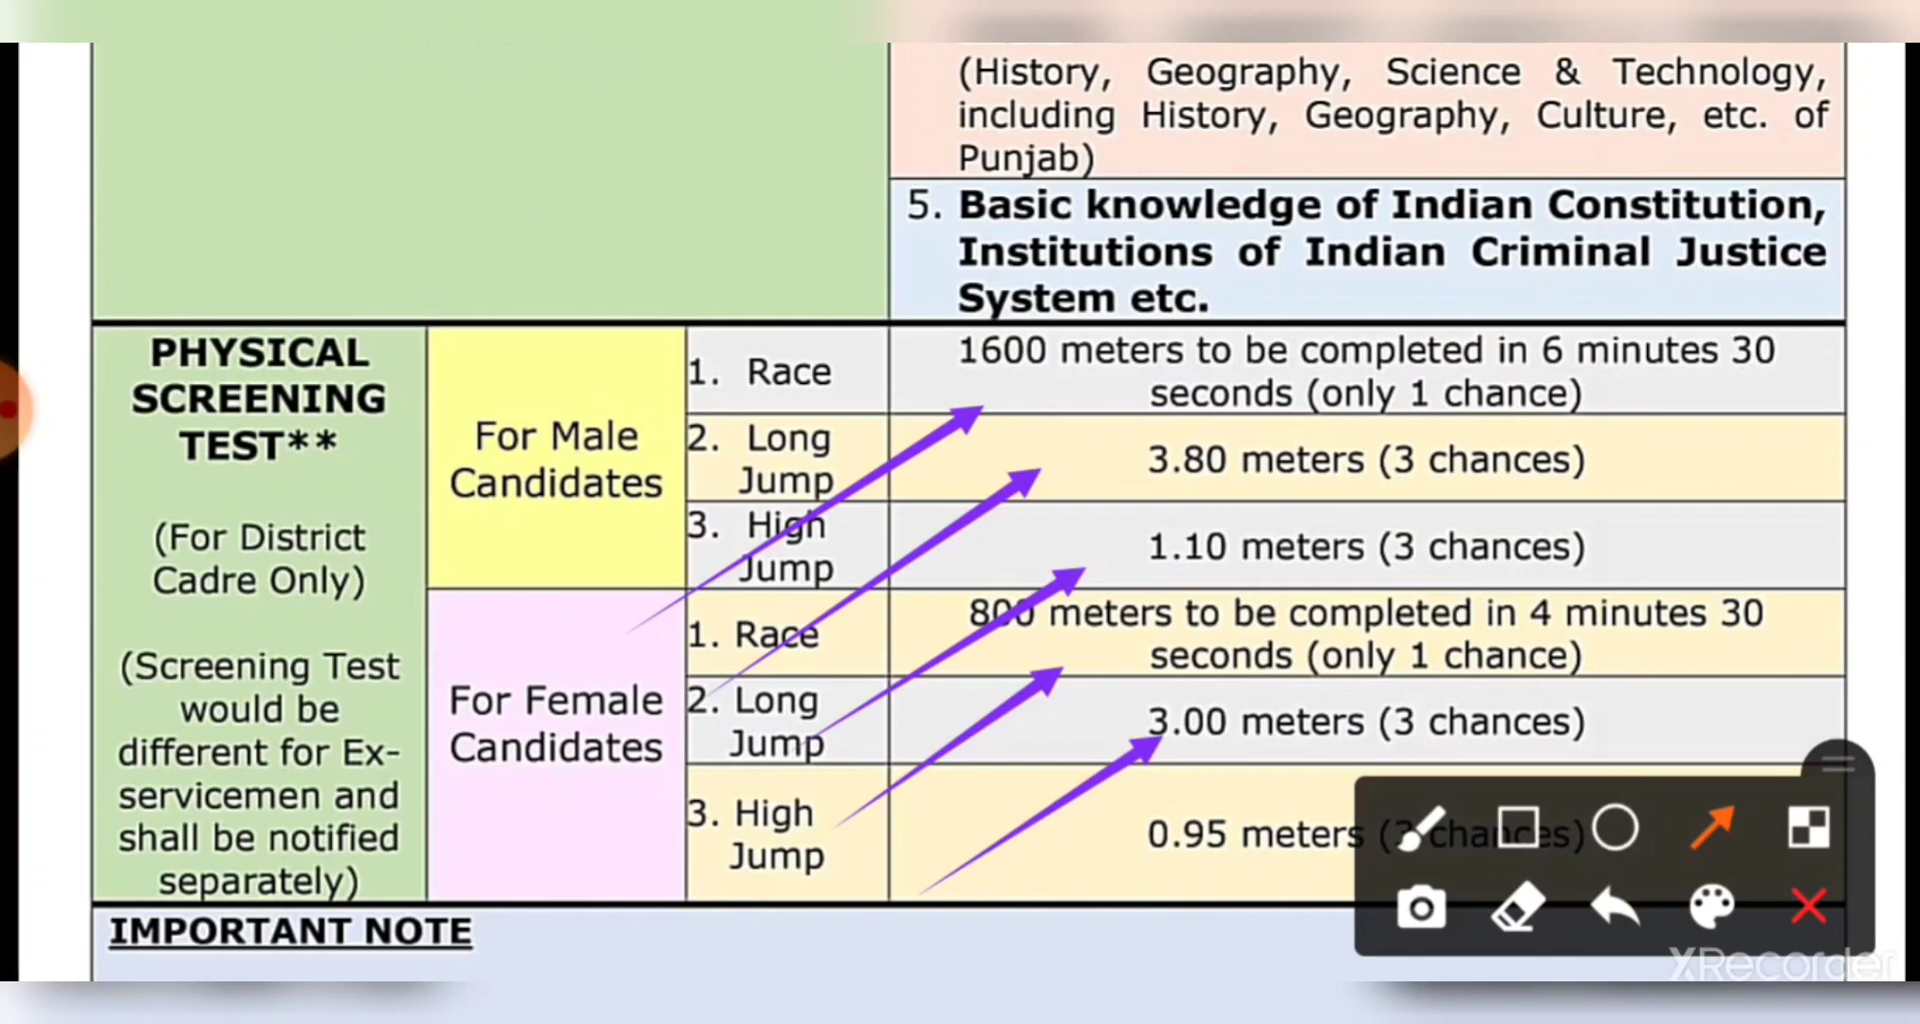 (History, Geography, Science & Technology,
including History, Geography, Culture, etc. of
Punjab)
5. Basic knowledge of Indian Constitution,
Institutions of Indian Criminal Justice
System etc.
PHYSICAL
SCREENING
TEST**
(For District
Cadre Only)
(Screening Test
would be
different for Ex-
servicemen and
shall be notified
separately)
For Male
Candidates
1. Race
1600 meters to be completed in 6 minutes 30
seconds (only 1 chance)
2. Long
Jump
3.80 meters (3 chances)
3. High
Jump
1.10 meters (3 chances)
For Female
Candidates
1. Race
800 meters to be completed in 4 minutes 30
seconds (only 1 chance)
2. Long
Jump
3.00 meters (3 chances)
3. High
Jump
0.95 meters (3 chances)
IMPORTANT NOTE
XRecorder